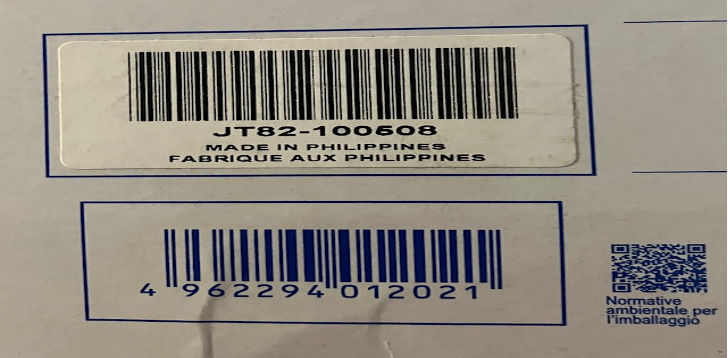 JT82-100508
MADE IN PHILIPPINES
FABRIQUE AUX PHILIPPINES
4 962294 012021
Normative
ambientale per
l'imballaggio